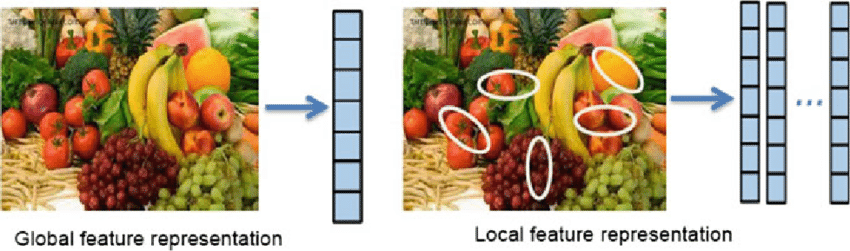 Global feature representation
Local feature representation